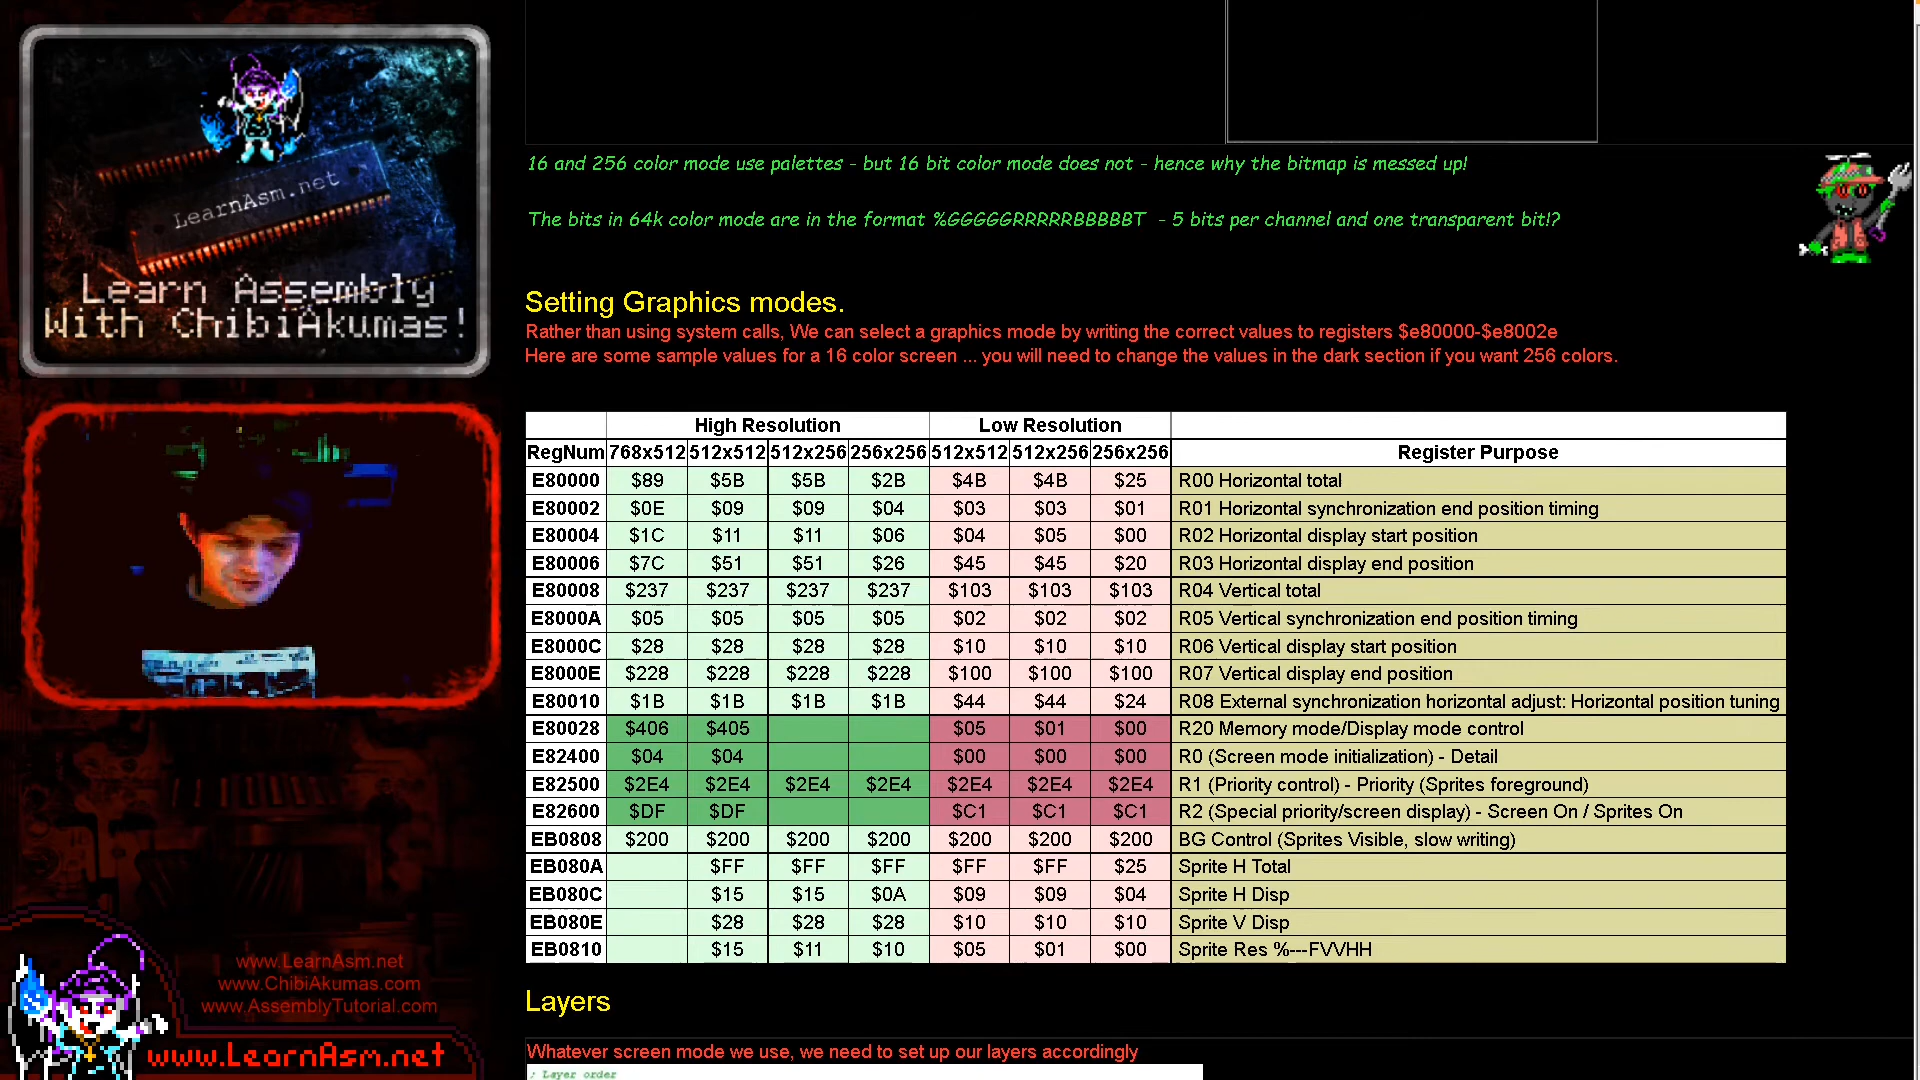 LearnAsm.net
Learn Assembly
With ChibiAkumas!
www.LearnAsm.net
www.ChibiAkumas.com
www.AssemblyTutorial.com
www.LearnAsm.net
16 and 256 color mode use palettes - but 16 bit color mode does not - hence why the bitmap is messed up!
The bits in 64k color mode are in the format %GGGGGRRRRRBBBBBT - 5 bits per channel and one transparent bit!?
Setting Graphics modes.
Rather than using system calls, We can select a graphics mode by writing the correct values to registers $e80000-$e8002e
Here are some sample values for a 16 color screen ... you will need to change the values in the dark section if you want 256 colors.
High Resolution Low Resolution
RegNum 768x512 512x512 512x256 256x256 512x512 512x256 256x256 Register Purpose
E80000 $89 $5B $5B $2B $4B $4B $25 R00 Horizontal total
E80002 $0E $09 $09 $04 $03 $03 $01 R01 Horizontal synchronization end position timing
E80004 $1C $11 $11 $06 $04 $05 $00 R02 Horizontal display start position
E80006 $7C $51 $51 $26 $45 $45 $20 R03 Horizontal display end position
E80008 $237 $237 $237 $237 $103 $103 $103 R04 Vertical total
E8000A $05 $05 $05 $05 $02 $02 $02 R05 Vertical synchronization end position timing
E8000C $28 $28 $28 $28 $10 $10 $10 R06 Vertical display start position
E8000E $228 $228 $228 $228 $100 $100 $100 R07 Vertical display end position
E80010 $1B $1B $1B $1B $44 $44 $24 R08 External synchronization horizontal adjust: Horizontal position tuning
E80028 $406 $405 $05 $01 $00 R20 Memory mode/Display mode control
E82400 $04 $04 $00 $00 $00 R0 (Screen mode initialization) - Detail
E82500 $2E4 $2E4 $2E4 $2E4 $2E4 $2E4 $2E4 R1 (Priority control) - Priority (Sprites foreground)
E82600 $DF $DF $C1 $C1 $C1 R2 (Special priority/screen display) - Screen On / Sprites On
EB0808 $200 $200 $200 $200 $200 $200 $200 BG Control (Sprites Visible, slow writing)
EB080A $FF $FF $FF $FF $FF $25 Sprite H Total
EB080C $15 $15 $0A $09 $09 $04 Sprite H Disp
EB080E $28 $28 $28 $10 $10 $10 Sprite V Disp
EB0810 $15 $11 $10 $05 $01 $00 Sprite Res %---FVVHH
Layers
Whatever screen mode we use, we need to set up our layers accordingly
; Layer order